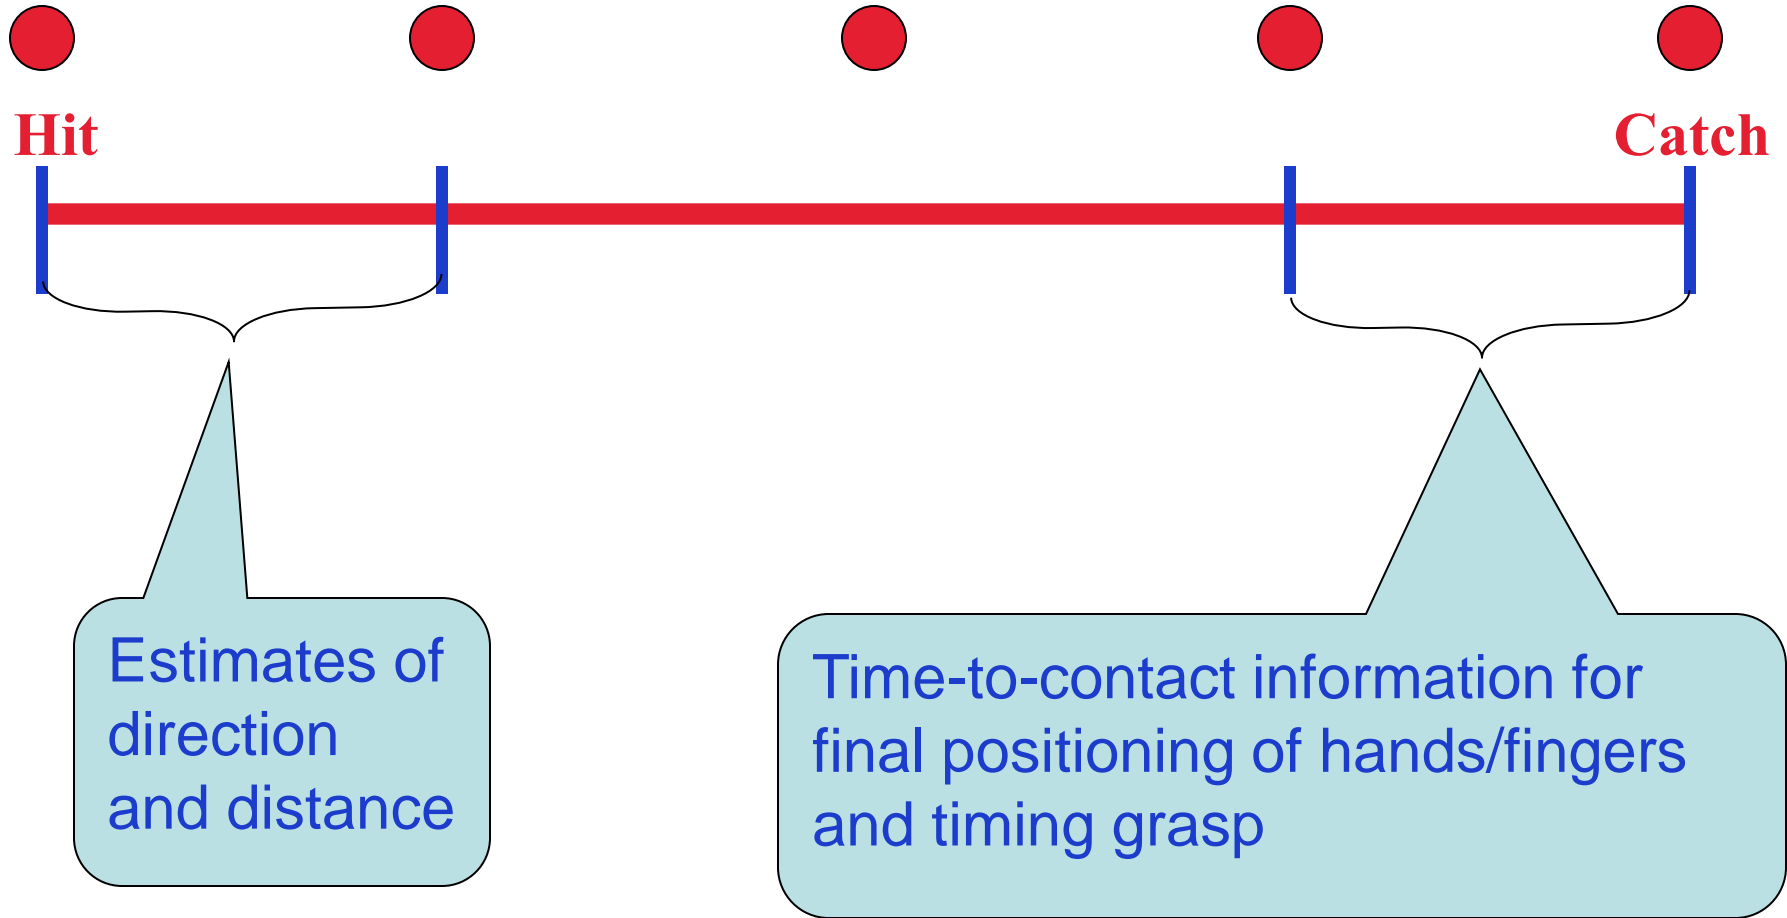 Hit
Catch
Estimates of
direction
and distance
Time-to-contact information for
final positioning of hands/fingers
and timing grasp